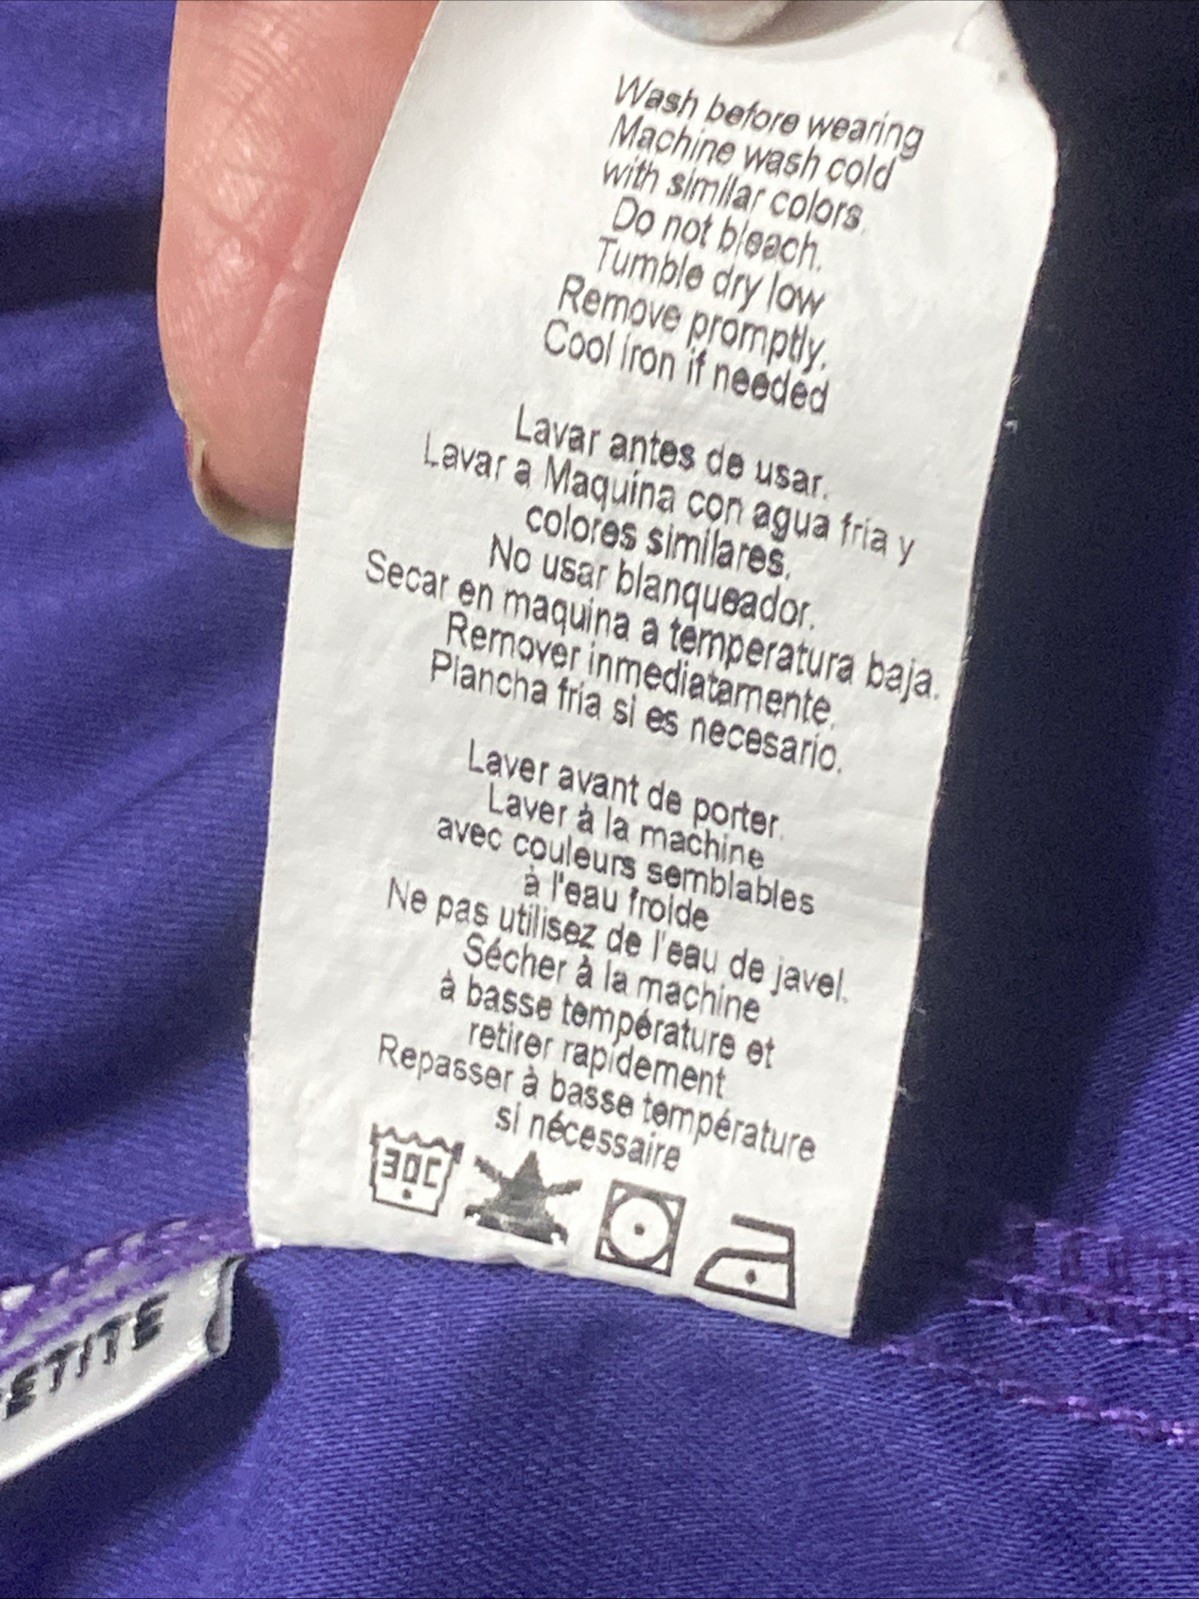 Wash before wearing
Machine wash cold
with similar colors.
Do not bleach.
Tumble dry low
Remove promptly.
Cool iron if needed
Lavar antes de usar.
Lavar a Maquina con agua fria y
colores similares.
No usar blanqueador.
Secar en maquina a temperatura baja.
Remover inmediatamente.
Plancha fria si es necesario.
Laver avant de porter.
Laver à la machine
avec couleurs semblables
à l'eau froide
Ne pas utilisez de l'eau de javel.
Sécher à la machine
à basse température et
retirer rapidement
Repasser à basse température
si nécessaire
30C
ETITE